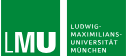 LMU
LUDWIG-
MAXIMILIANS-
UNIVERSITÄT
MÜNCHEN